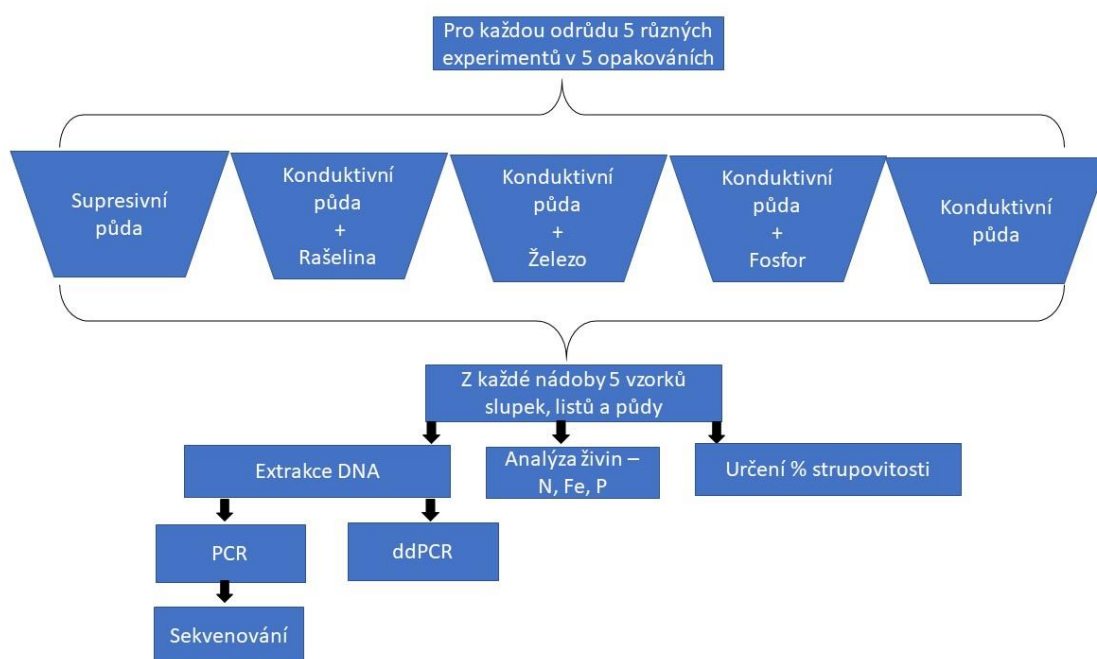 Pro každou odrůdu 5 různých
experimentů v 5 opakováních
Supresivní
půda
Konduktivní
půda
+
Rašelina
Konduktivní
půda
+
Železo
Konduktivní
půda
+
Fosfor
Konduktivní
půda
Z každé nádoby 5 vzorků
slupek, listů a půdy
Extrakce DNA
Analýza živin –
N, Fe, P
Určení % strupovitosti
PCR
ddPCR
Sekvenování